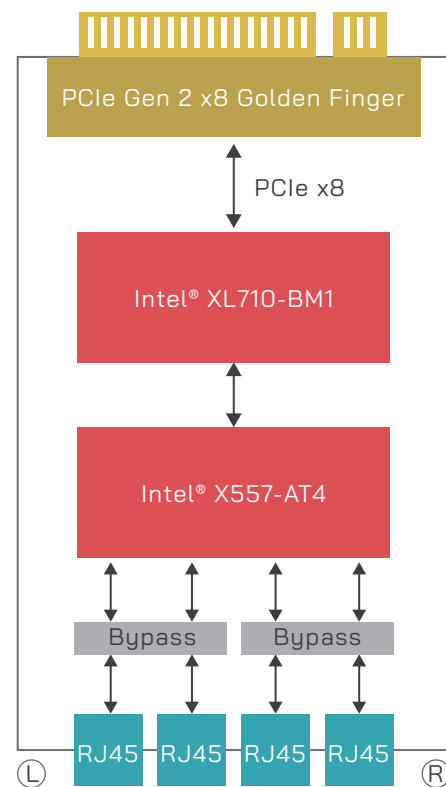 PCIe Gen 2 x8 Golden Finger
PCIe x8
Intel® XL710-BM1
Intel® X557-AT4
Bypass Bypass
RJ45 RJ45 RJ45 RJ45
L R